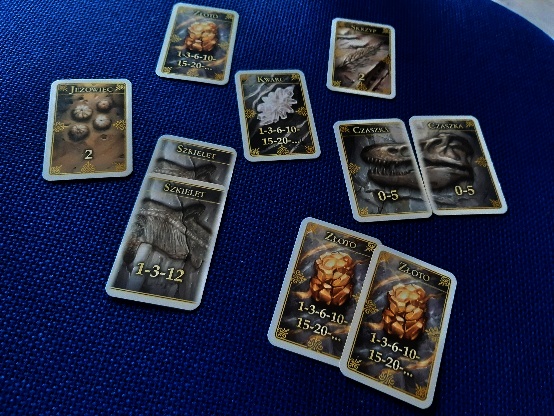 ZŁOTO
1-3-6-10-
15-20-...
SKRZYP
2
JEŻOWIEC
2
KWARC
1-3-6-10-
15-20-...
CZASZKA
0-5
CZASZKA
0-5
SZKIELET
SZKIELET
1-3-12
ZŁOTO
1-3-6-10-
15-20-...
ZŁOTO
1-3-6-10-
15-20-...